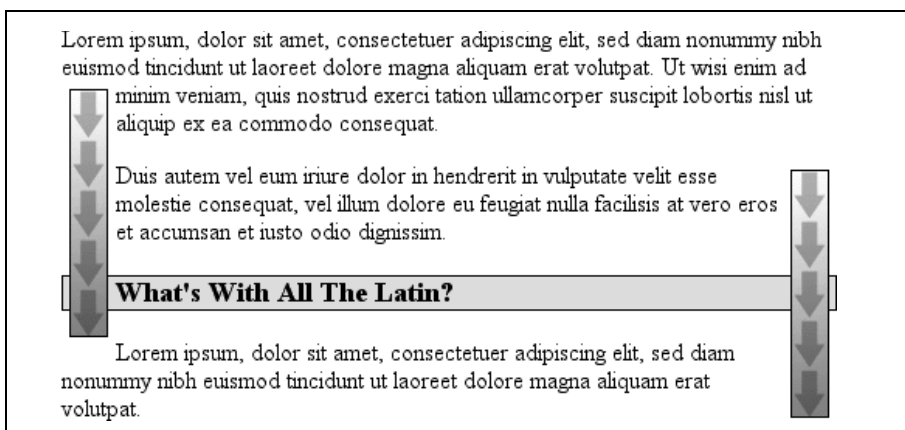 Lorem ipsum, dolor sit amet, consectetuer adipiscing elit, sed diam nonummy nibh
euismod tincidunt ut laoreet dolore magna aliquam erat volutpat. Ut wisi enim ad
minim veniam, quis nostrud exerci tation ullamcorper suscipit lobortis nisl ut
aliquip ex ea commodo consequat.
Duis autem vel eum iriure dolor in hendrerit in vulputate velit esse
molestie consequat, vel illum dolore eu feugiat nulla facilisis at vero eros
et accumsan et iusto odio dignissim.
What's With All The Latin?
Lorem ipsum, dolor sit amet, consectetuer adipiscing elit, sed diam
nonummy nibh euismod tincidunt ut laoreet dolore magna aliquam erat
volutpat.